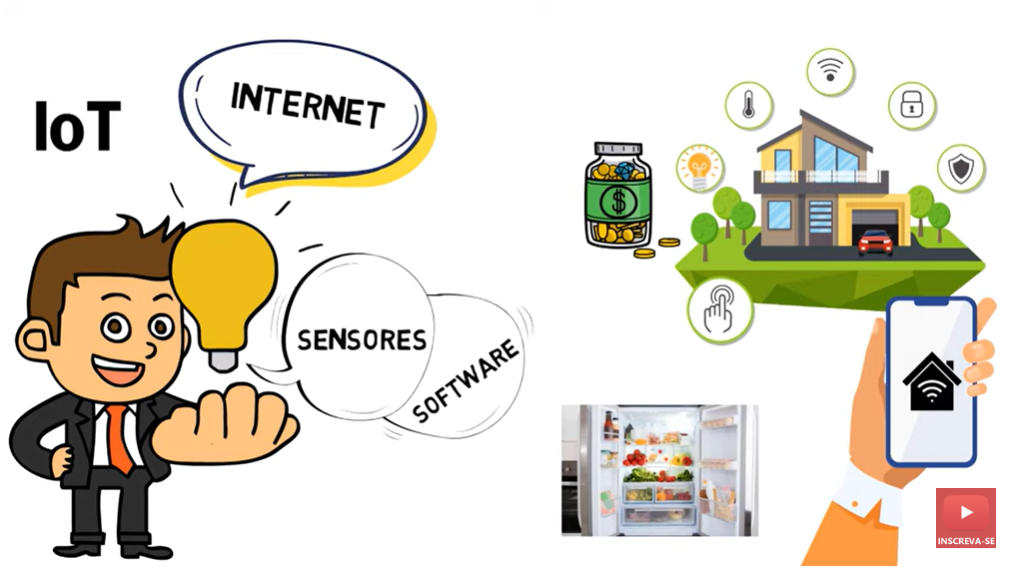 IoT
INTERNET
SENSORES
SOFTWARE
$
INSCREVA-SE